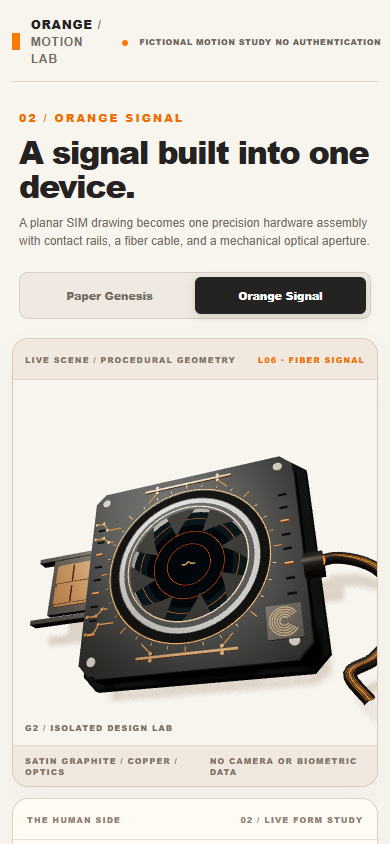 ORANGE /
MOTION
LAB
FICTIONAL MOTION STUDY NO AUTHENTICATION
02 / ORANGE SIGNAL
A signal built into one
device.
A planar SIM drawing becomes one precision hardware assembly
with contact rails, a fiber cable, and a mechanical optical aperture.
Paper Genesis
Orange Signal
LIVE SCENE / PROCEDURAL GEOMETRY
L06 · FIBER SIGNAL
G2 / ISOLATED DESIGN LAB
SATIN GRAPHITE / COPPER /
OPTICS
NO CAMERA OR BIOMETRIC
DATA
THE HUMAN SIDE
02 / LIVE FORM STUDY